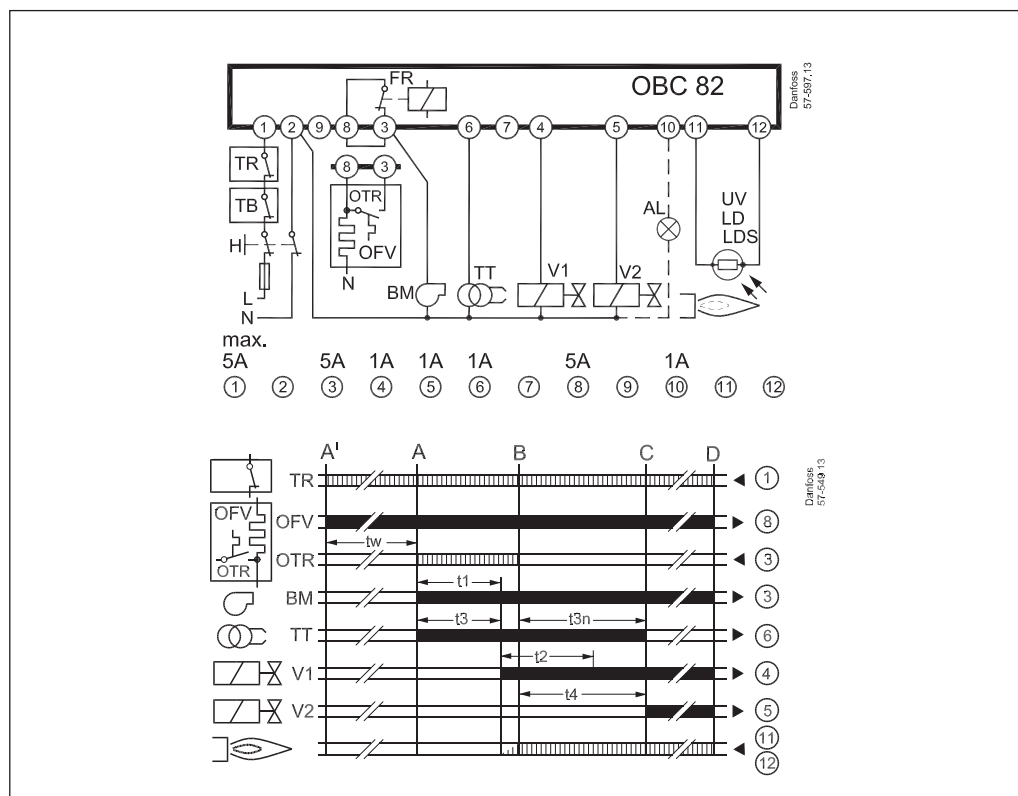 FR
OBC 82
Danfoss
57-597.13
1 2 9 8 3 6 7 4 5 10 11 12
TR
8 3
TB
OTR
UV
LD
LDS
AL
H
OFV
N
BM
TT
V1
V2
L
N
max.
5A 5A 1A 1A 1A 5A 1A
1 2 3 4 5 6 7 8 9 10 11 12
A' A B C D
TR 1
Danfoss
57-549.13
OFV
OFV 8
tw
OTR
OTR 3
t1
BM 3
t3 t3n
TT 6
t2
V1 4
t4
V2 5
11
12